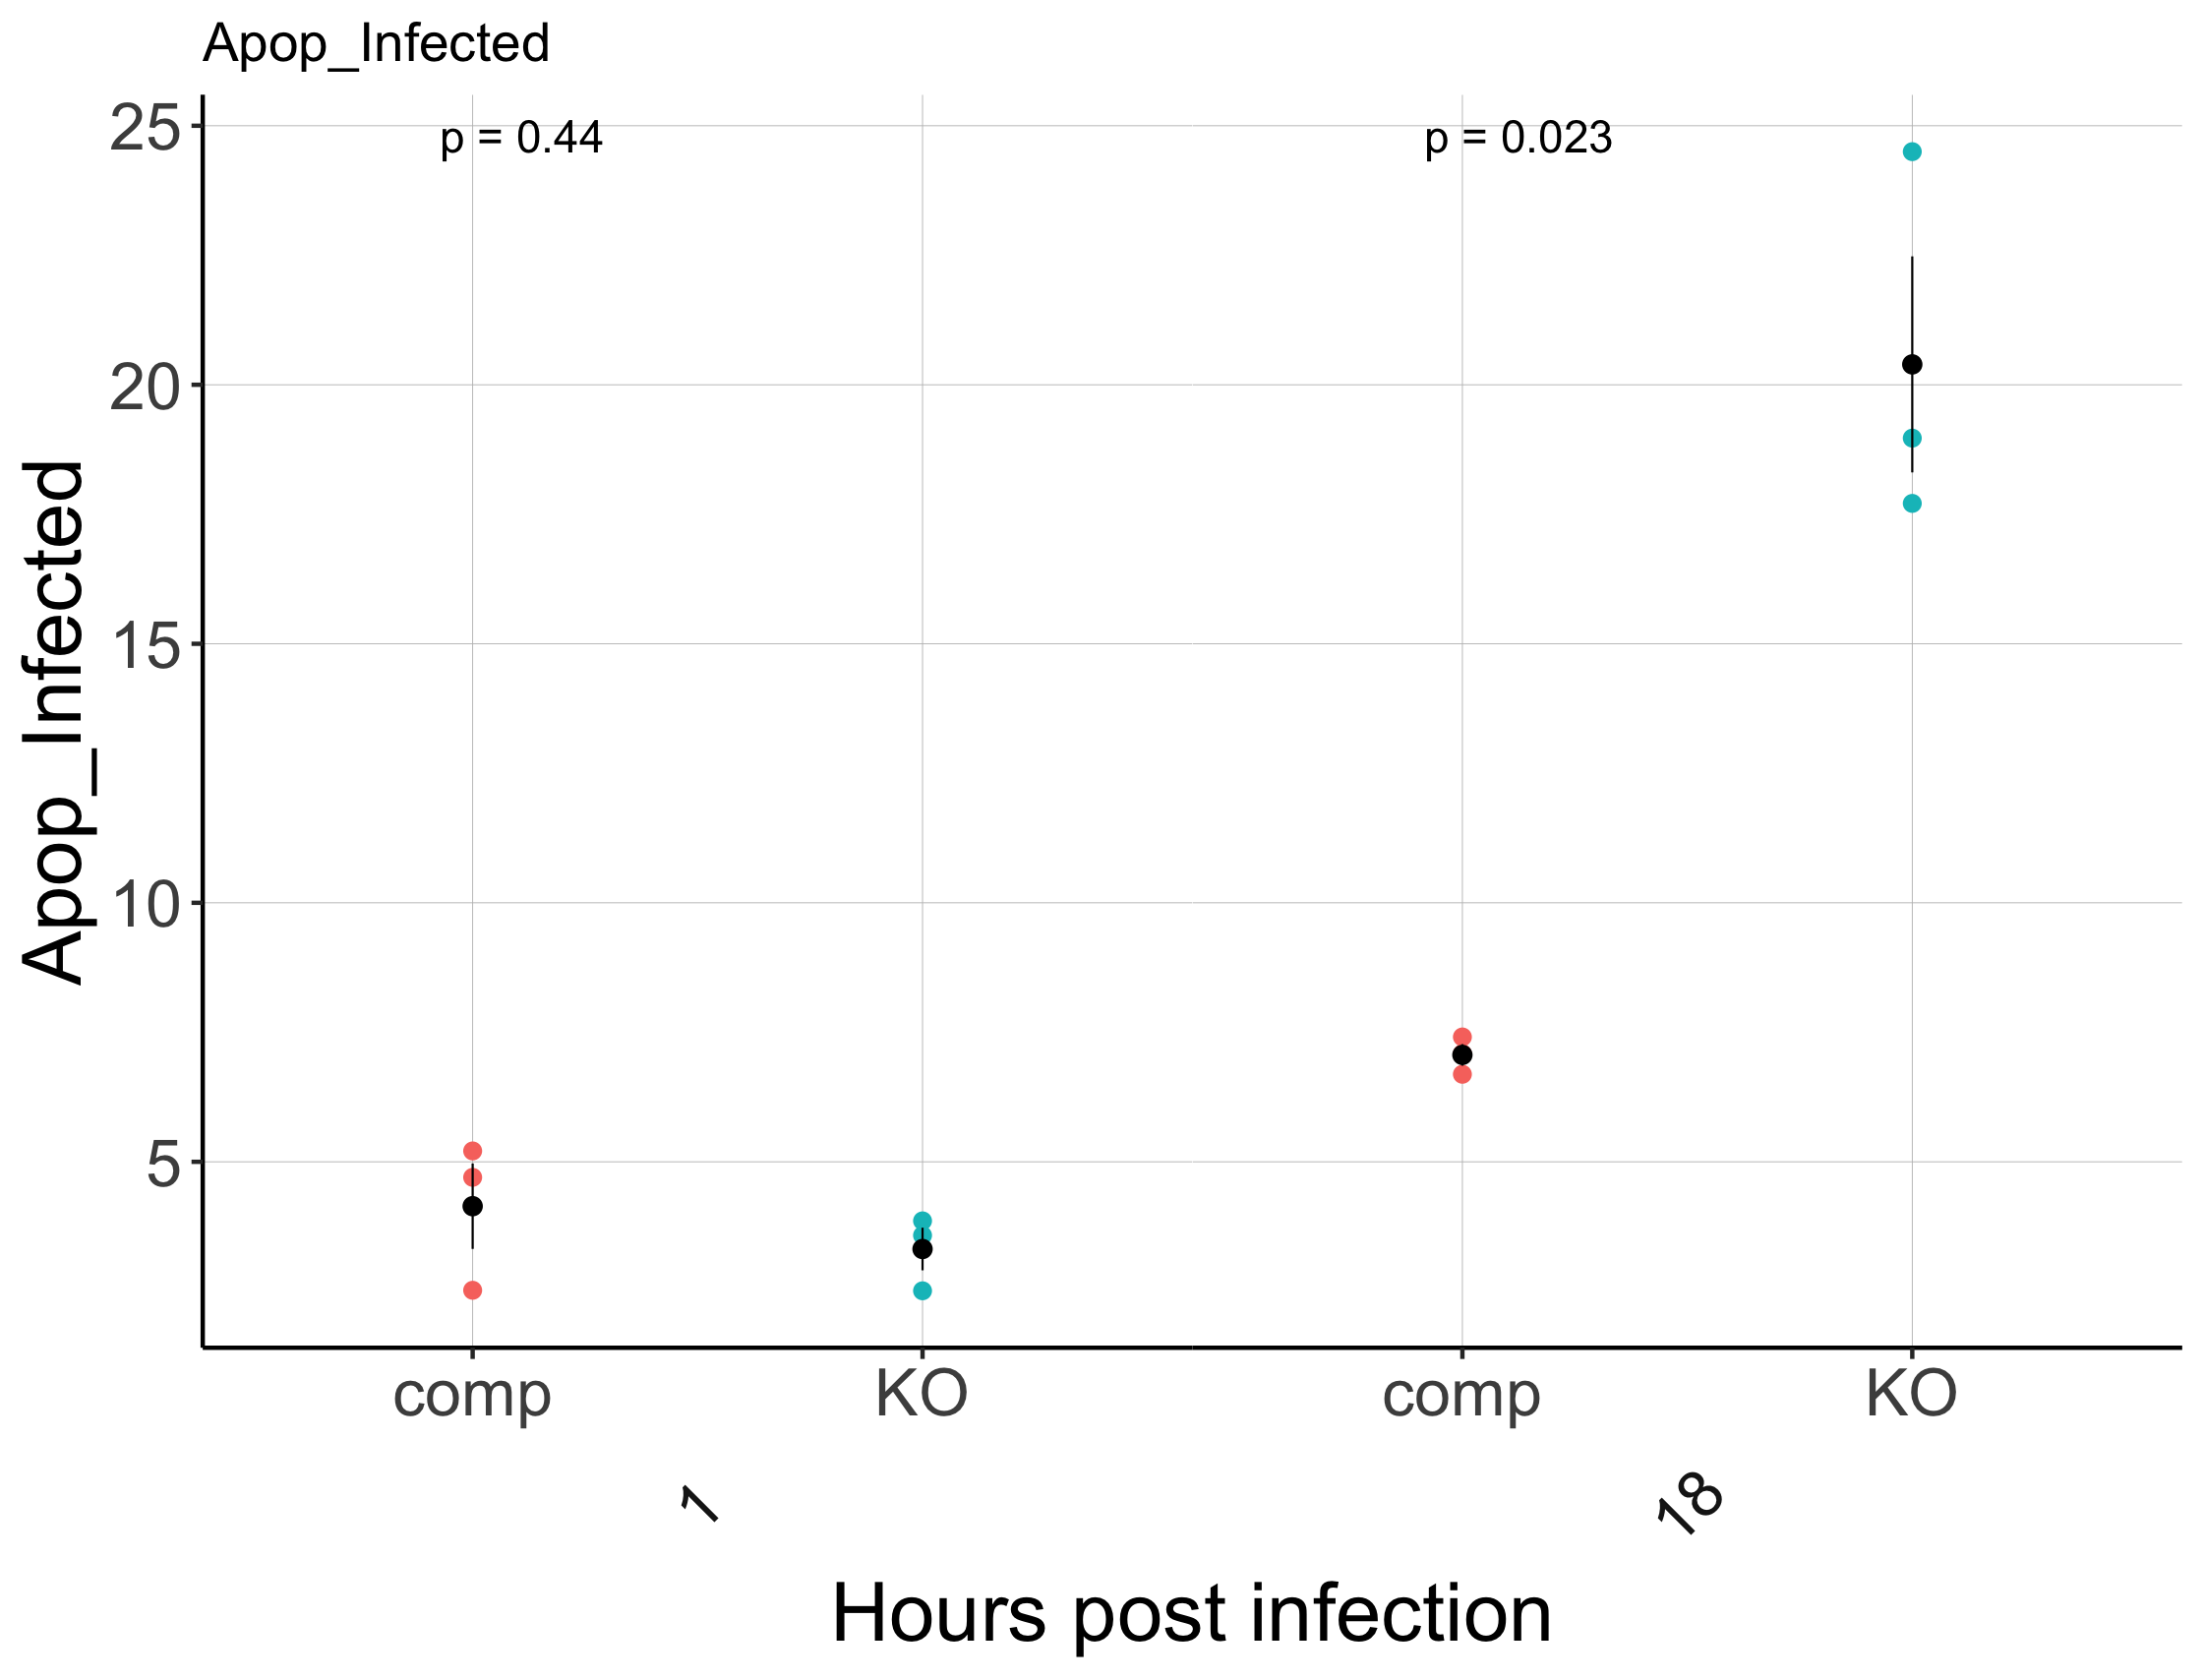 Apop_Infected
25
p = 0.44
p = 0.023
20
15
10
5
Apop_Infected
comp
KO
comp
KO
1
18
Hours post infection